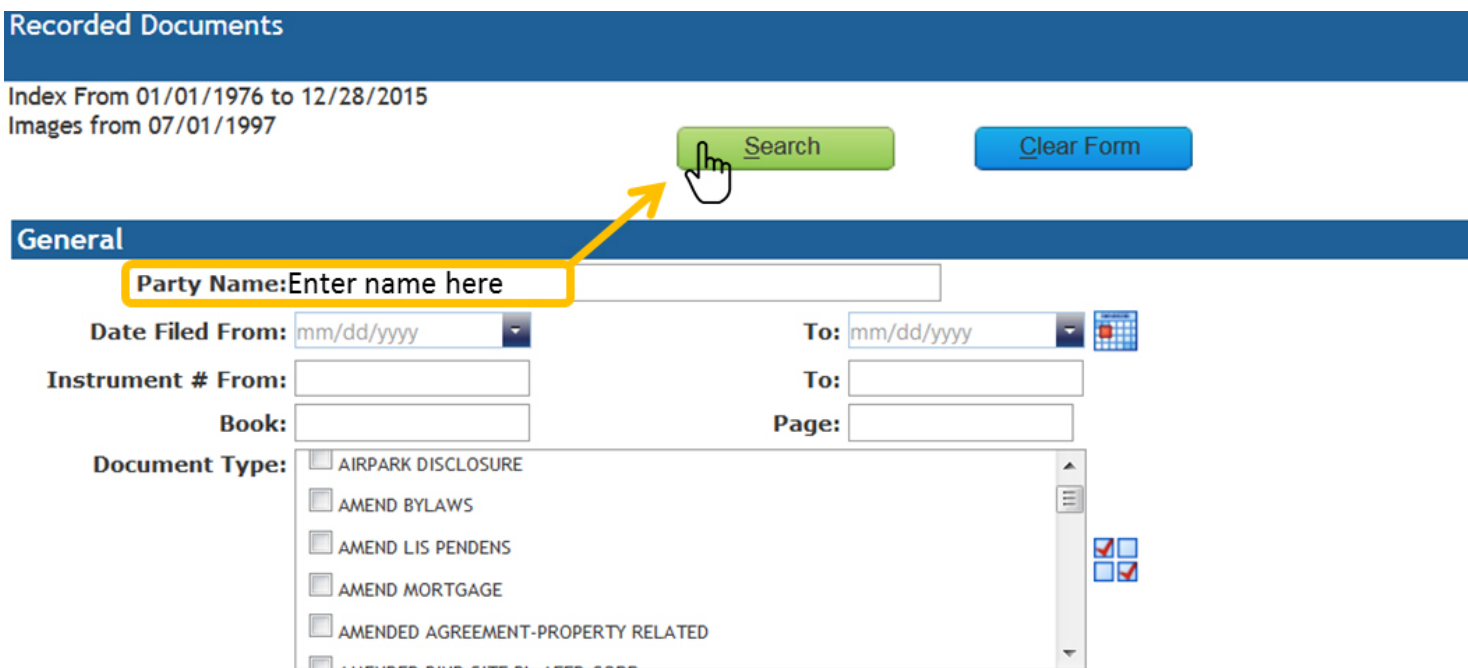 Recorded Documents
Index From 01/01/1976 to 12/28/2015
Images from 07/01/1997
Search Clear Form
General
Party Name: Enter name here
Date Filed From: mm/dd/yyyy To: mm/dd/yyyy
Instrument # From: To:
Book: Page:
Document Type: AIRPARK DISCLOSURE
AMEND BYLAWS
AMEND LIS PENDENS
AMEND MORTGAGE
AMENDED AGREEMENT-PROPERTY RELATED